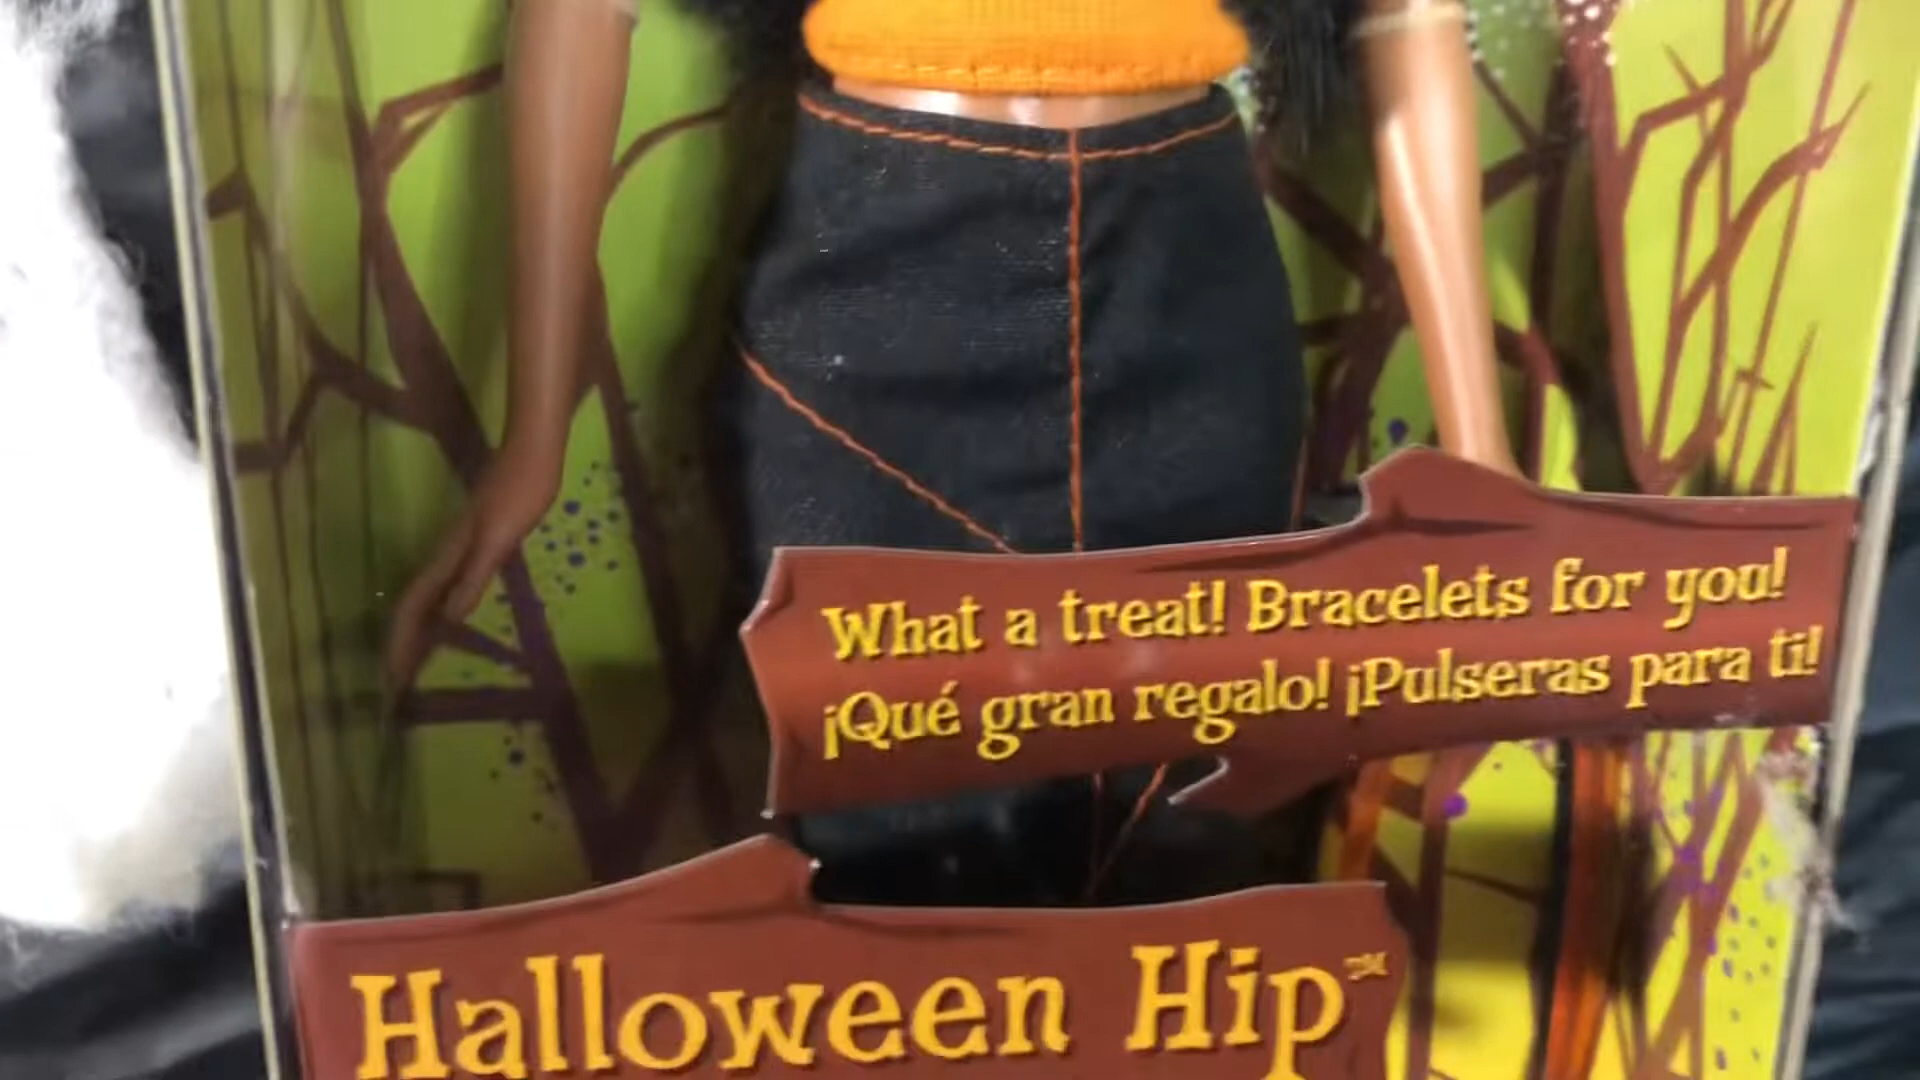 What a treat! Bracelets for you!
¡Qué gran regalo! ¡Pulseras para ti!
Halloween Hip™